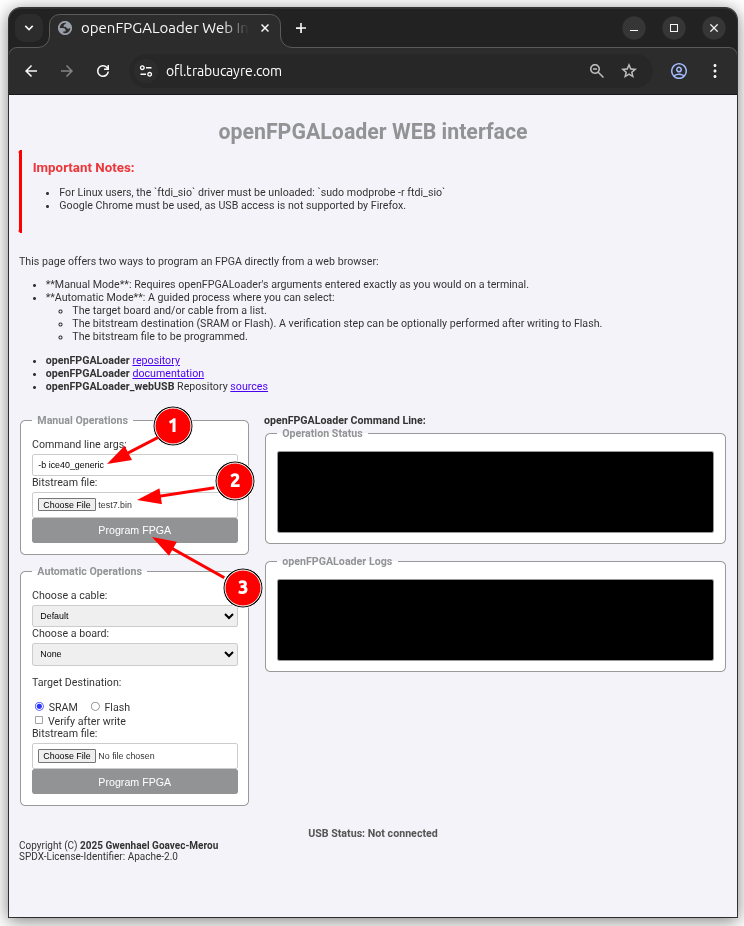 openFPGALoader Web In
ofl.trabucayre.com
openFPGALoader WEB interface
Important Notes:
For Linux users, the `ftdi_sio` driver must be unloaded: `sudo modprobe -r ftdi_sio`
Google Chrome must be used, as USB access is not supported by Firefox.
This page offers two ways to program an FPGA directly from a web browser:
**Manual Mode**: Requires openFPGALoader's arguments entered exactly as you would on a terminal.
**Automatic Mode**: A guided process where you can select:
The target board and/or cable from a list.
The bitstream destination (SRAM or Flash). A verification step can be optionally performed after writing to Flash.
The bitstream file to be programmed.
openFPGALoader repository
openFPGALoader documentation
openFPGALoader_webUSB Repository sources
Manual Operations
1
Command line args:
-b ice40_generic
Bitstream file:
2
Choose File test7.bin
Program FPGA
3
Automatic Operations
Choose a cable:
Default
Choose a board:
None
Target Destination:
SRAM Flash
Verify after write
Bitstream file:
Choose File No file chosen
Program FPGA
openFPGALoader Command Line:
Operation Status
openFPGALoader Logs
USB Status: Not connected
Copyright (C) 2025 Gwenhael Goavec-Merou
SPDX-License-Identifier: Apache-2.0